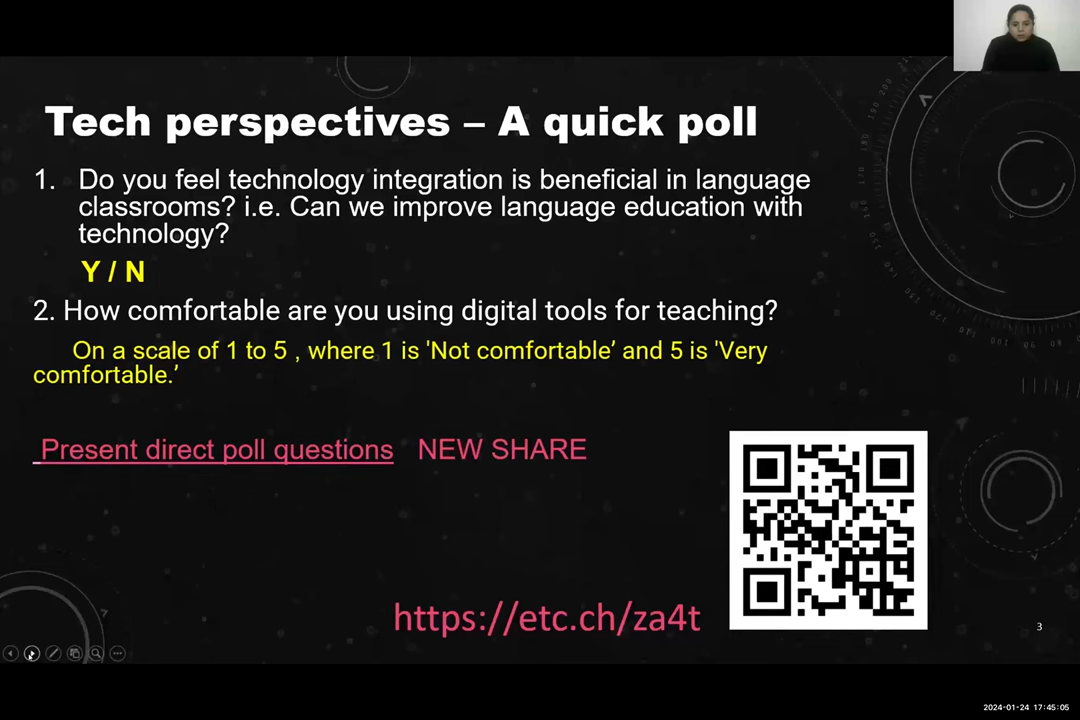 Tech perspectives – A quick poll
1. Do you feel technology integration is beneficial in language
classrooms? i.e. Can we improve language education with
technology?
Y / N
2. How comfortable are you using digital tools for teaching?
On a scale of 1 to 5 , where 1 is 'Not comfortable’ and 5 is 'Very
comfortable.’
Present direct poll questions NEW SHARE
https://etc.ch/za4t
3
2024-01-24 17:45:05